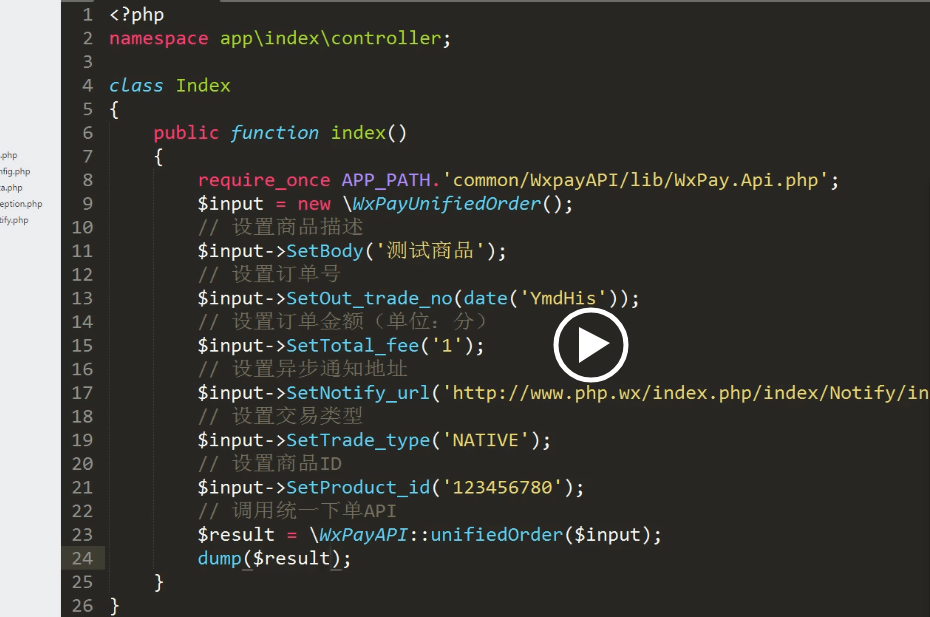 1 <?php
2 namespace app\index\controller;
3
4 class Index
5 {
6 public function index()
7 {
8 require_once APP_PATH.'common/WxpayAPI/lib/WxPay.Api.php';
9 $input = new \WxPayUnifiedOrder();
10 // 设置商品描述
11 $input->SetBody('测试商品');
12 // 设置订单号
13 $input->SetOut_trade_no(date('YmdHis'));
14 // 设置订单金额（单位：分）
15 $input->SetTotal_fee('1');
16 // 设置异步通知地址
17 $input->SetNotify_url('http://www.php.wx/index.php/index/Notify/in
18 // 设置交易类型
19 $input->SetTrade_type('NATIVE');
20 // 设置商品ID
21 $input->SetProduct_id('123456780');
22 // 调用统一下单API
23 $result = \WxPayAPI::unifiedOrder($input);
24 dump($result);
25 }
26 }
.php
nfig.php
ta.php
ception.php
tify.php